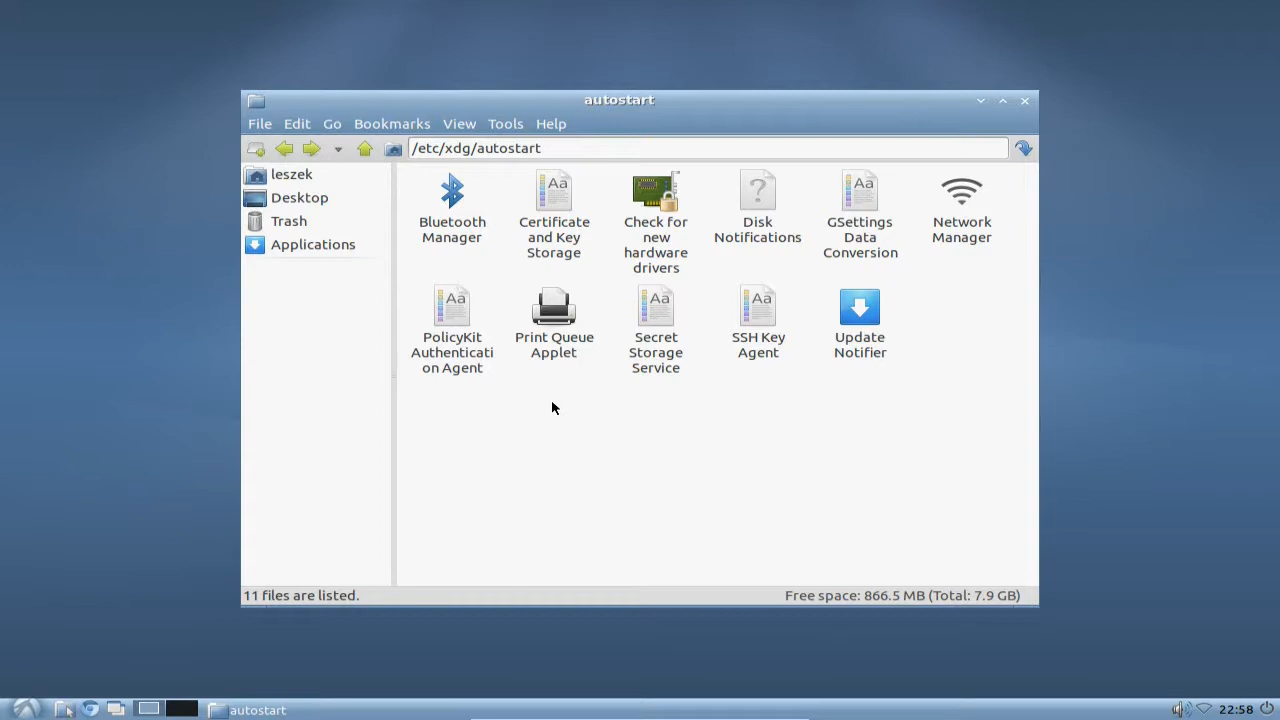 autostart
File Edit Go Bookmarks View Tools Help
/etc/xdg/autostart
leszek
Desktop
Trash
Applications
Bluetooth
Manager
Certificate
and Key
Storage
Check for
new
hardware
drivers
Disk
Notifications
GSettings
Data
Conversion
Network
Manager
PolicyKit
Authenticati
on Agent
Print Queue
Applet
Secret
Storage
Service
SSH Key
Agent
Update
Notifier
11 files are listed.
Free space: 866.5 MB (Total: 7.9 GB)
autostart
22:58